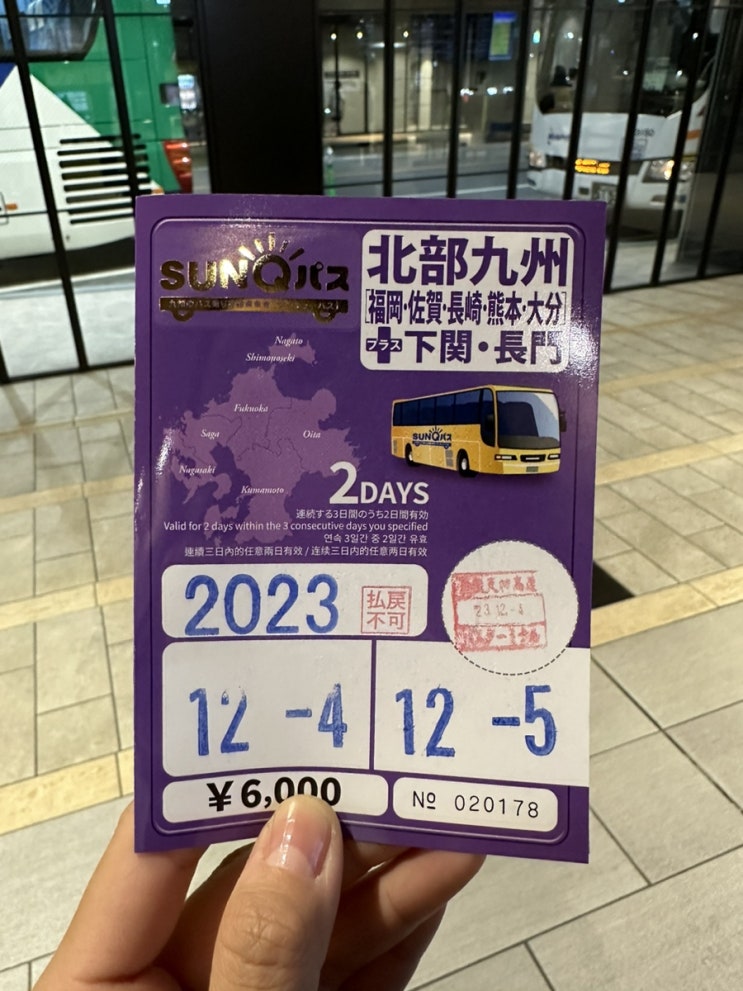 SUNQパス
北部九州
[福岡・佐賀・長崎・熊本・大分]
プラス 下関・長門
Nagato
Shimonoseki
Fukuoka
Saga
Oita
Nagasaki
Kumamoto
SUNQパス
2DAYS
連続する3日間のうち2日間有効
Valid for 2 days within the 3 consecutive days you specified
연속 3일간 중 2일간 유효
連續三日內的任意兩日有效 / 连续三日内的任意两日有效
2023
払戻
不可
23.12.-4
12 -4
12 -5
¥6,000
№ 020178